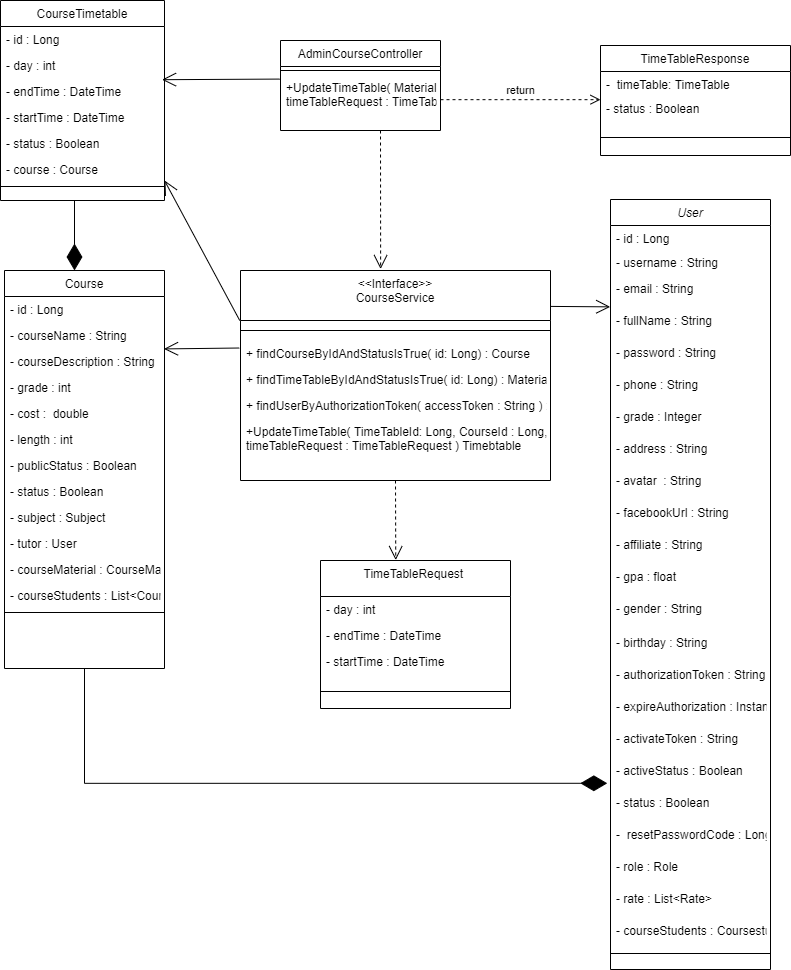 CourseTimetable
- id : Long
- day : int
- endTime : DateTime
- startTime : DateTime
- status : Boolean
- course : Course
AdminCourseController
+UpdateTimeTable( Material
timeTableRequest : TimeTab
return
TimeTableResponse
- timeTable: TimeTable
- status : Boolean
Course
- id : Long
- courseName : String
- courseDescription : String
- grade : int
- cost : double
- length : int
- publicStatus : Boolean
- status : Boolean
- subject : Subject
- tutor : User
- courseMaterial : CourseMa
- courseStudents : List<Cour
<<Interface>>
CourseService
+ findCourseByIdAndStatusIsTrue( id: Long) : Course
+ findTimeTableByIdAndStatusIsTrue( id: Long) : Materia
+ findUserByAuthorizationToken( accessToken : String )
+UpdateTimeTable( TimeTableId: Long, CourseId : Long,
timeTableRequest : TimeTableRequest ) Timebtable
TimeTableRequest
- day : int
- endTime : DateTime
- startTime : DateTime
User
- id : Long
- username : String
- email : String
- fullName : String
- password : String
- phone : String
- grade : Integer
- address : String
- avatar : String
- facebookUrl : String
- affiliate : String
- gpa : float
- gender : String
- birthday : String
- authorizationToken : String
- expireAuthorization : Instan
- activateToken : String
- activeStatus : Boolean
- status : Boolean
- resetPasswordCode : Long
- role : Role
- rate : List<Rate>
- courseStudents : Coursestu